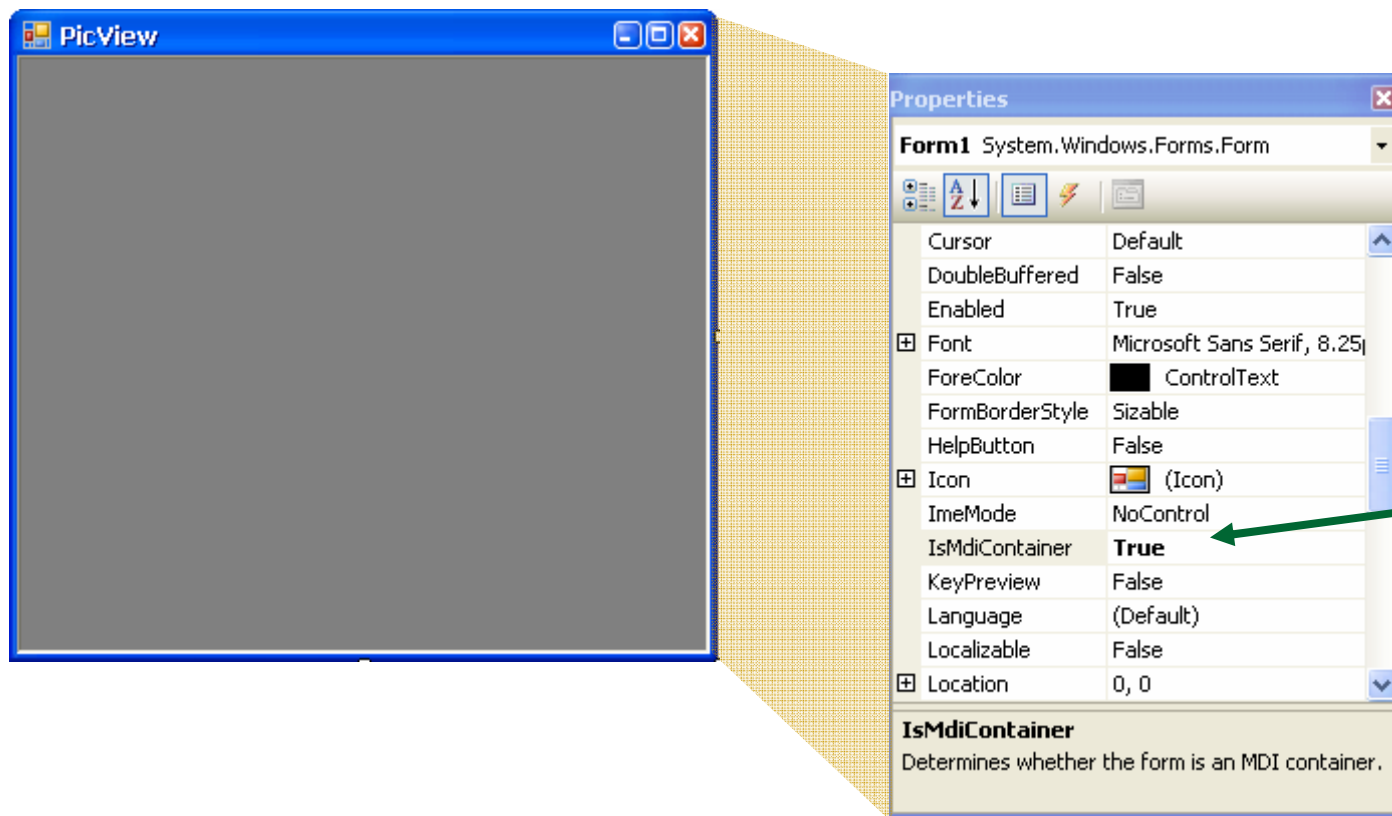 PicView
Properties
Form1 System.Windows.Forms.Form
Cursor Default
DoubleBuffered False
Enabled True
Font Microsoft Sans Serif, 8.25p
ForeColor ControlText
FormBorderStyle Sizable
HelpButton False
Icon (Icon)
ImeMode NoControl
IsMdiContainer True
KeyPreview False
Language (Default)
Localizable False
Location 0, 0
IsMdiContainer
Determines whether the form is an MDI container.